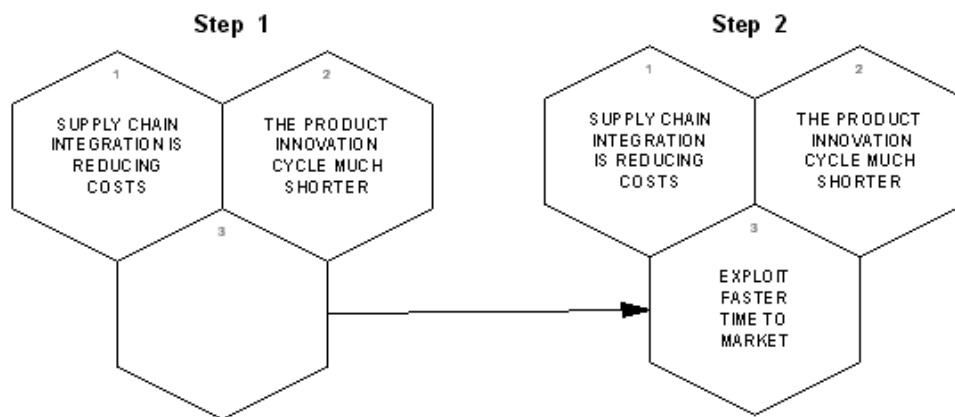 Step 1
Step 2
1
SUPPLY CHAIN
INTEGRATION IS
REDUCING
COSTS
2
THE PRODUCT
INNOVATION
CYCLE MUCH
SHORTER
3
1
SUPPLY CHAIN
INTEGRATION
IS REDUCING
COSTS
2
THE PRODUCT
INNOVATION
CYCLE MUCH
SHORTER
3
EXPLOIT
FASTER
TIME TO
MARKET